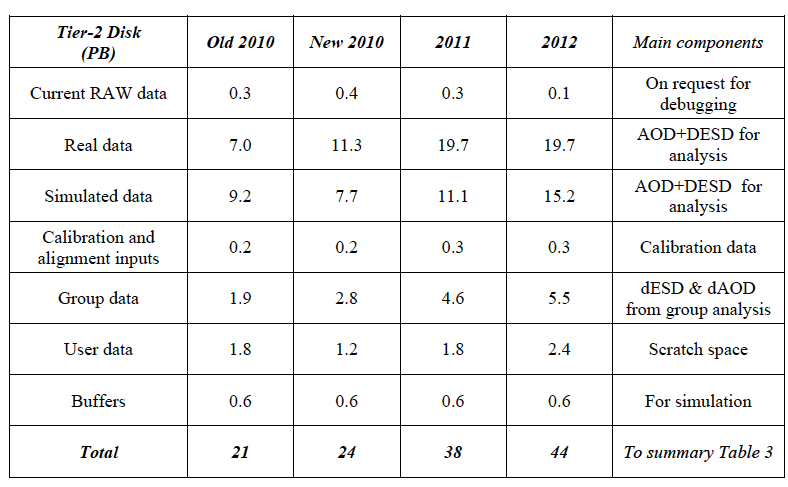 Tier-2 Disk (PB) Old 2010 New 2010 2011 2012 Main components
Current RAW data 0.3 0.4 0.3 0.1 On request for debugging
Real data 7.0 11.3 19.7 19.7 AOD+DESD for analysis
Simulated data 9.2 7.7 11.1 15.2 AOD+DESD for analysis
Calibration and alignment inputs 0.2 0.2 0.3 0.3 Calibration data
Group data 1.9 2.8 4.6 5.5 dESD & dAOD from group analysis
User data 1.8 1.2 1.8 2.4 Scratch space
Buffers 0.6 0.6 0.6 0.6 For simulation
Total 21 24 38 44 To summary Table 3